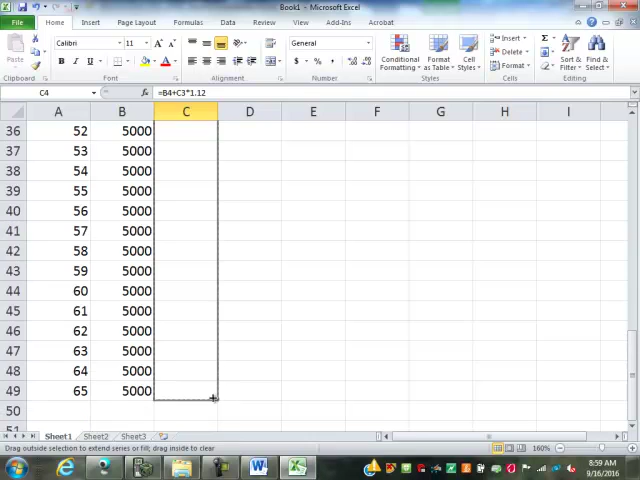 Book1 - Microsoft Excel
File Home Insert Page Layout Formulas Data Review View Add-Ins Acrobat
Paste Calibri 11 A A General Conditional Formatting Format as Table Cell Styles Insert Delete Format Sort & Filter Find & Select
B I U $ % ,
Clipboard Font Alignment Number Styles Cells Editing
C4 fx =B4+C3*1.12
A B C D E F G H I
36 52 5000
37 53 5000
38 54 5000
39 55 5000
40 56 5000
41 57 5000
42 58 5000
43 59 5000
44 60 5000
45 61 5000
46 62 5000
47 63 5000
48 64 5000
49 65 5000
50
51
Sheet1 Sheet2 Sheet3
Drag outside selection to extend series or fill; drag inside to clear 160%
8:59 AM
9/16/2016